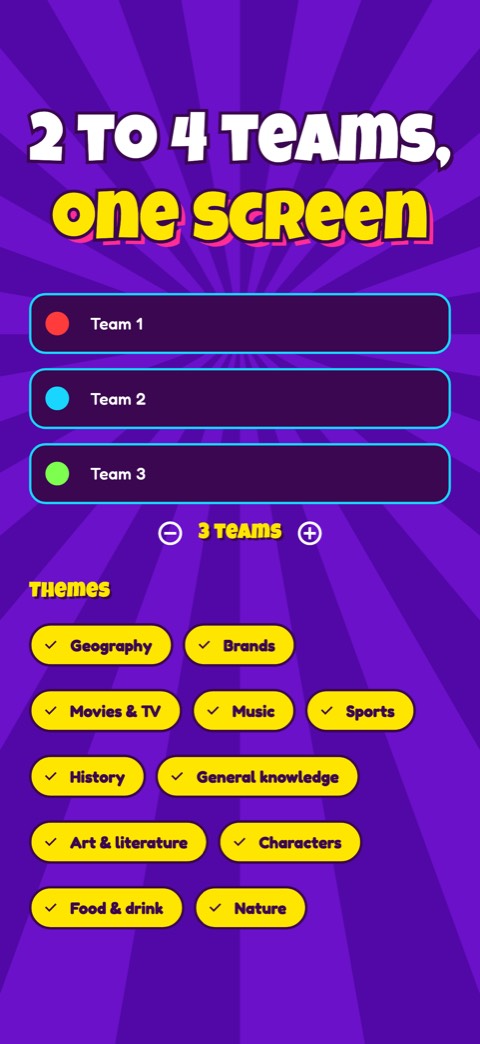 2 TO 4 TEAMS,
ONE SCREEN
Team 1
Team 2
Team 3
3 TEAMS
THEMES
Geography
Brands
Movies & TV
Music
Sports
History
General knowledge
Art & literature
Characters
Food & drink
Nature